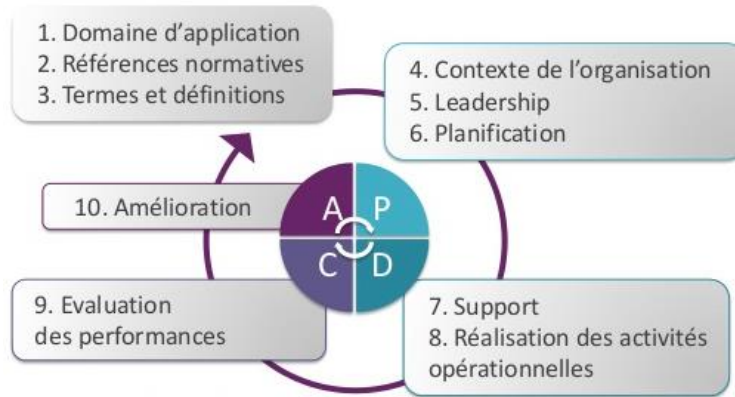 1. Domaine d’application
2. Références normatives
3. Termes et définitions
4. Contexte de l’organisation
5. Leadership
6. Planification
10. Amélioration
A P
C D
9. Evaluation
des performances
7. Support
8. Réalisation des activités
opérationnelles